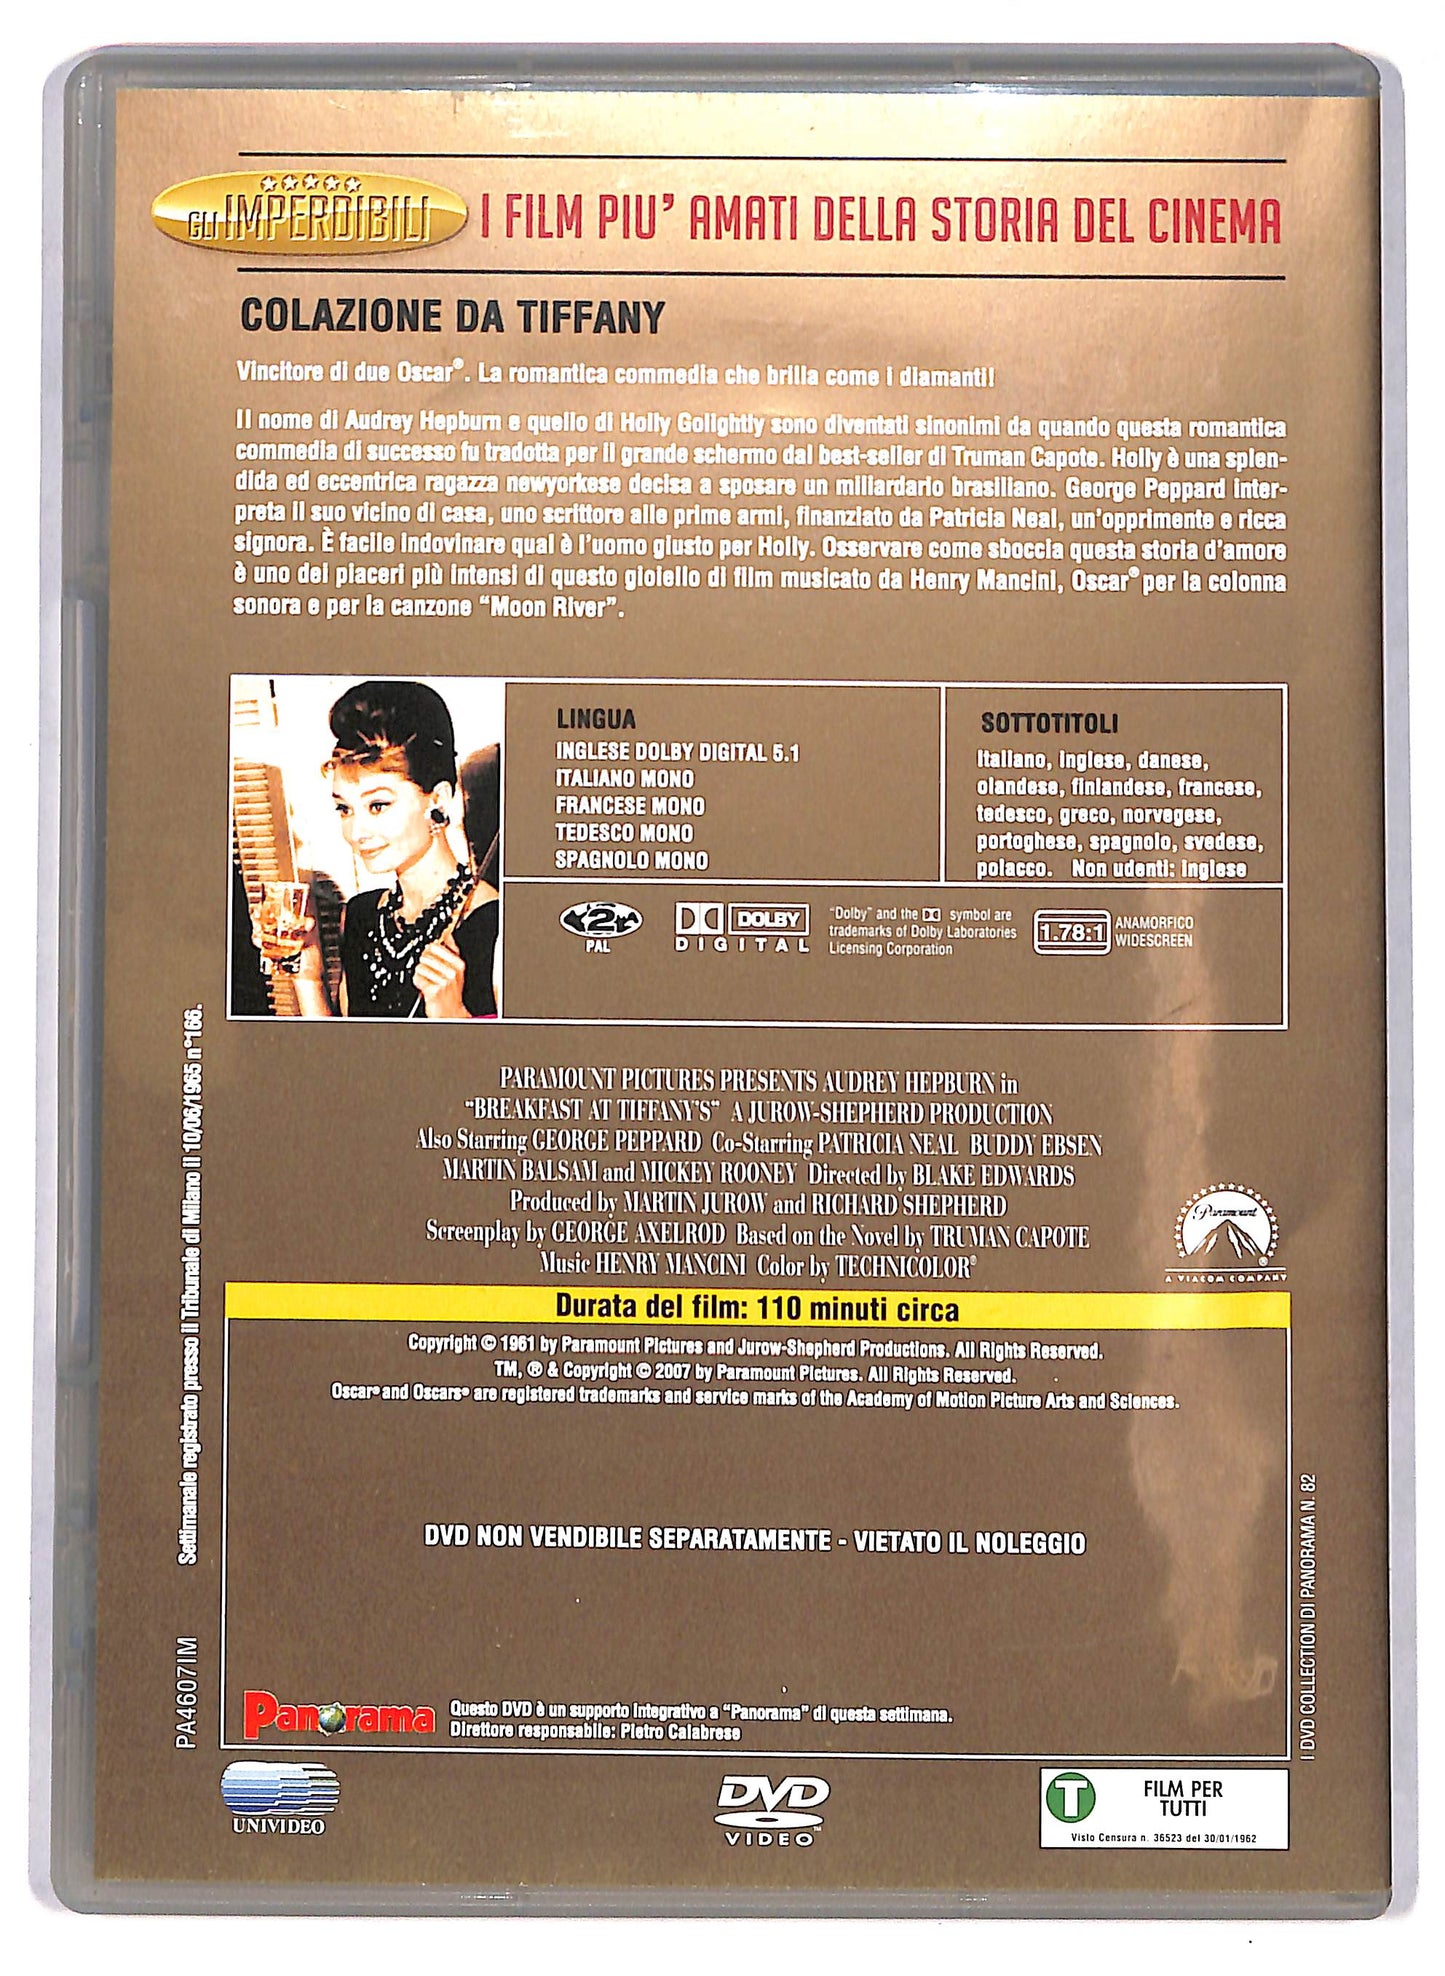 GLI IMPERDIBILI
I FILM PIU' AMATI DELLA STORIA DEL CINEMA
COLAZIONE DA TIFFANY
Vincitore di due Oscar®. La romantica commedia che brilla come i diamanti!
Il nome di Audrey Hepburn e quello di Holly Golightly sono diventati sinonimi da quando questa romantica
commedia di successo fu tradotta per il grande schermo dal best-seller di Truman Capote. Holly è una splen-
dida ed eccentrica ragazza newyorkese decisa a sposare un miliardario brasiliano. George Peppard inter-
preta il suo vicino di casa, uno scrittore alle prime armi, finanziato da Patricia Neal, un'opprimente e ricca
signora. È facile indovinare qual è l'uomo giusto per Holly. Osservare come sboccia questa storia d'amore
è uno dei piaceri più intensi di questo gioiello di film musicato da Henry Mancini, Oscar® per la colonna
sonora e per la canzone “Moon River”.
LINGUA
INGLESE DOLBY DIGITAL 5.1
ITALIANO MONO
FRANCESE MONO
TEDESCO MONO
SPAGNOLO MONO
SOTTOTITOLI
Italiano, inglese, danese,
olandese, finlandese, francese,
tedesco, greco, norvegese,
portoghese, spagnolo, svedese,
polacco. Non udenti: inglese
2
PAL
DOLBY
DIGITAL
“Dolby” and the DD symbol are
trademarks of Dolby Laboratories
Licensing Corporation
1.78:1
ANAMORFICO
WIDESCREEN
PARAMOUNT PICTURES PRESENTS AUDREY HEPBURN in
“BREAKFAST AT TIFFANY'S” A JUROW-SHEPHERD PRODUCTION
Also Starring GEORGE PEPPARD Co-Starring PATRICIA NEAL BUDDY EBSEN
MARTIN BALSAM and MICKEY ROONEY Directed by BLAKE EDWARDS
Produced by MARTIN JUROW and RICHARD SHEPHERD
Screenplay by GEORGE AXELROD Based on the Novel by TRUMAN CAPOTE
Music HENRY MANCINI Color by TECHNICOLOR®
Paramount
®
A VIACOM COMPANY
Durata del film: 110 minuti circa
Copyright © 1961 by Paramount Pictures and Jurow-Shepherd Productions. All Rights Reserved.
TM, ® & Copyright © 2007 by Paramount Pictures. All Rights Reserved.
Oscar® and Oscars® are registered trademarks and service marks of the Academy of Motion Picture Arts and Sciences.
DVD NON VENDIBILE SEPARATAMENTE - VIETATO IL NOLEGGIO
Panorama
Questo DVD è un supporto integrativo a “Panorama” di questa settimana.
Direttore responsabile: Pietro Calabrese
PA4607IM
Settimanale registrato presso il Tribunale di Milano il 10/06/1965 n°166.
I DVD COLLECTION DI PANORAMA N. 82
UNIVIDEO
DVD
VIDEO™
T
FILM PER
TUTTI
Visto Censura n. 36523 del 30/01/1962